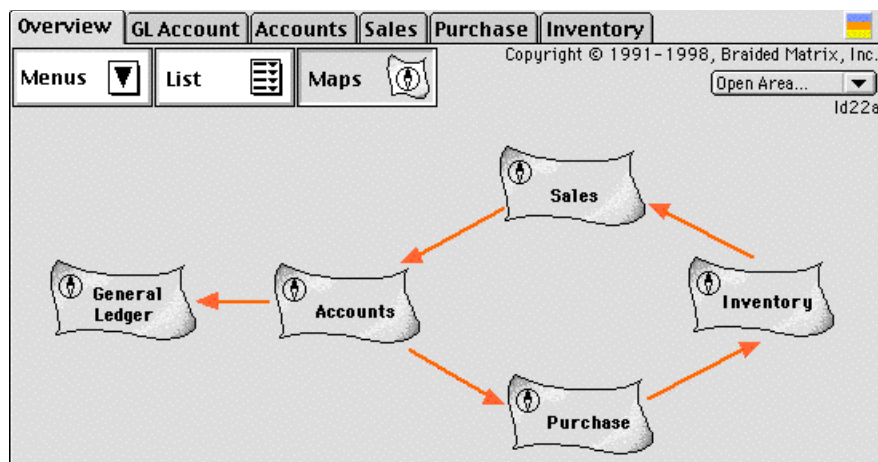 Overview GL Account Accounts Sales Purchase Inventory
Copyright © 1991-1998, Braided Matrix, Inc.
Menus List Maps
Open Area...
ld22a
Sales
General
Ledger
Accounts
Inventory
Purchase